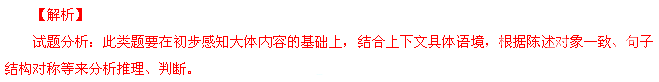 【解析】
试题分析：此类题要在初步感知大体内容的基础上，结合上下文具体语境，根据陈述对象一致、句子
结构对称等来分析推理、判断。